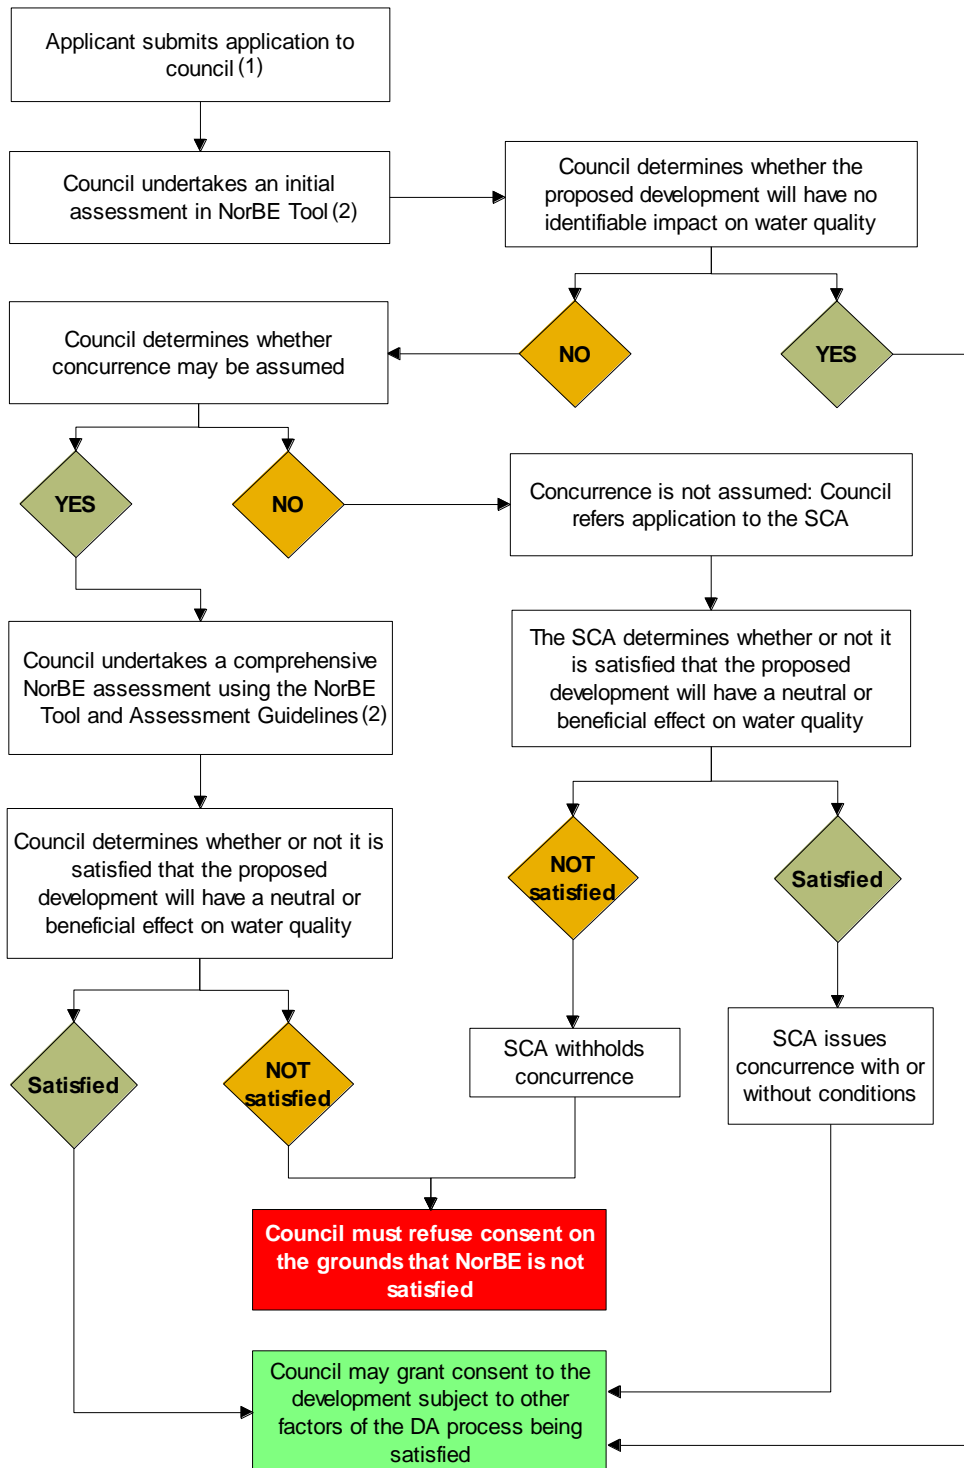 Applicant submits application to
council (1)
Council undertakes an initial
assessment in NorBE Tool (2)
Council determines whether the
proposed development will have no
identifiable impact on water quality
NO
YES
Council determines whether
concurrence may be assumed
YES
NO
Concurrence is not assumed: Council
refers application to the SCA
Council undertakes a comprehensive
NorBE assessment using the NorBE
Tool and Assessment Guidelines (2)
The SCA determines whether or not it
is satisfied that the proposed
development will have a neutral or
beneficial effect on water quality
Council determines whether or not it is
satisfied that the proposed
development will have a neutral or
beneficial effect on water quality
NOT
satisfied
Satisfied
Satisfied
NOT
satisfied
SCA withholds
concurrence
SCA issues
concurrence with or
without conditions
Council must refuse consent on
the grounds that NorBE is not
satisfied
Council may grant consent to the
development subject to other
factors of the DA process being
satisfied